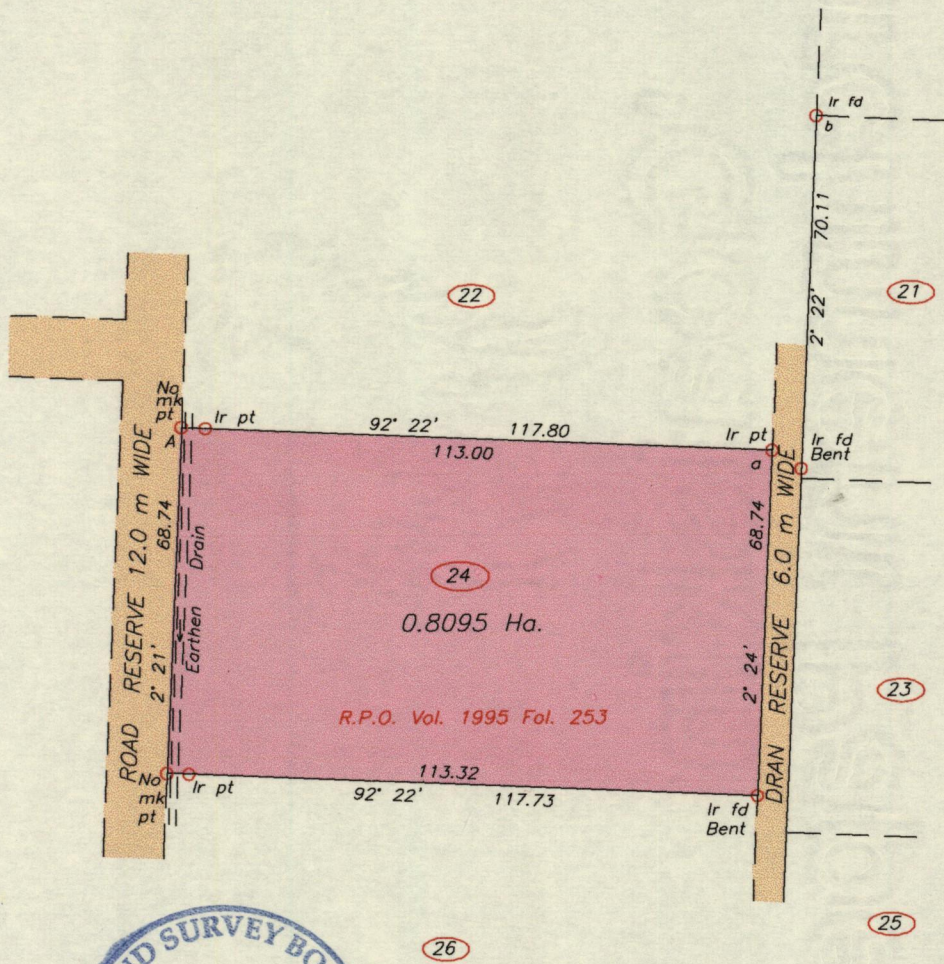 Ir fd
b
70.11
2° 22'
21
22
No
mk
pt
A
Ir pt
92° 22'
117.80
113.00
Ir pt
a
Ir fd
Bent
ROAD RESERVE 12.0 m WIDE
68.74
2° 21'
Earthen Drain
24
0.8095 Ha.
R.P.O. Vol. 1995 Fol. 253
68.74
2° 24'
DRAN RESERVE 6.0 m WIDE
23
No
mk
pt
Ir pt
113.32
92° 22'
117.73
Ir fd
Bent
25
26
SURVEY